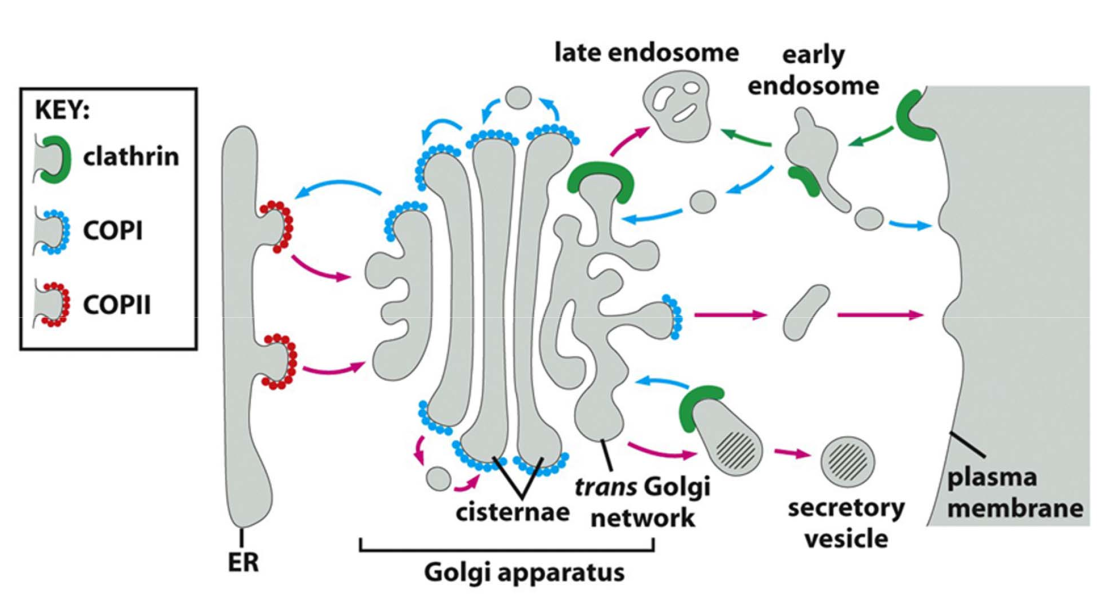 KEY:
clathrin
COPI
COPII
late endosome
early
endosome
cisternae
trans Golgi
network
secretory
vesicle
plasma
membrane
ER
Golgi apparatus